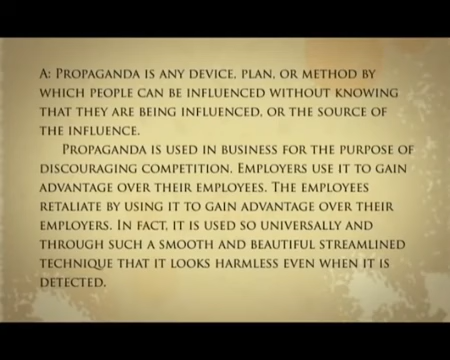 A: Propaganda is any device, plan, or method by
which people can be influenced without knowing
that they are being influenced, or the source of
the influence.
Propaganda is used in business for the purpose of
discouraging competition. Employers use it to gain
advantage over their employees. The employees
retaliate by using it to gain advantage over their
employers. In fact, it is used so universally and
through such a smooth and beautiful streamlined
technique that it looks harmless even when it is
detected.